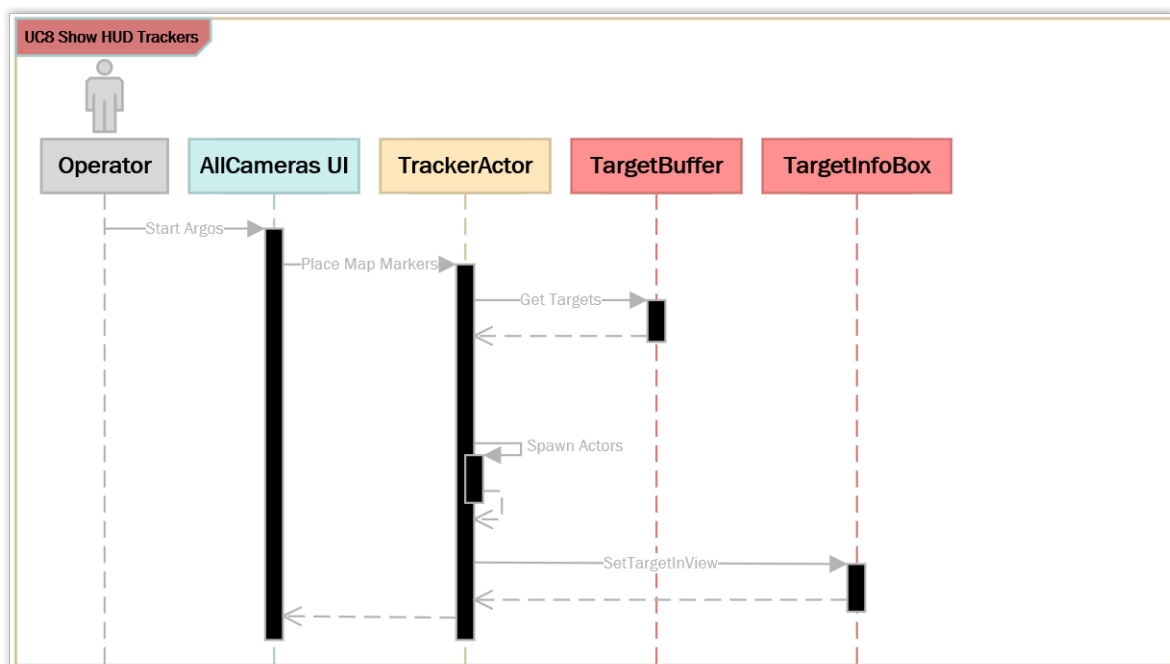 UC8 Show HUD Trackers
Operator
AllCameras UI
TrackerActor
TargetBuffer
TargetInfoBox
Start Argos
Place Map Markers
Get Targets
Spawn Actors
SetTargetInView